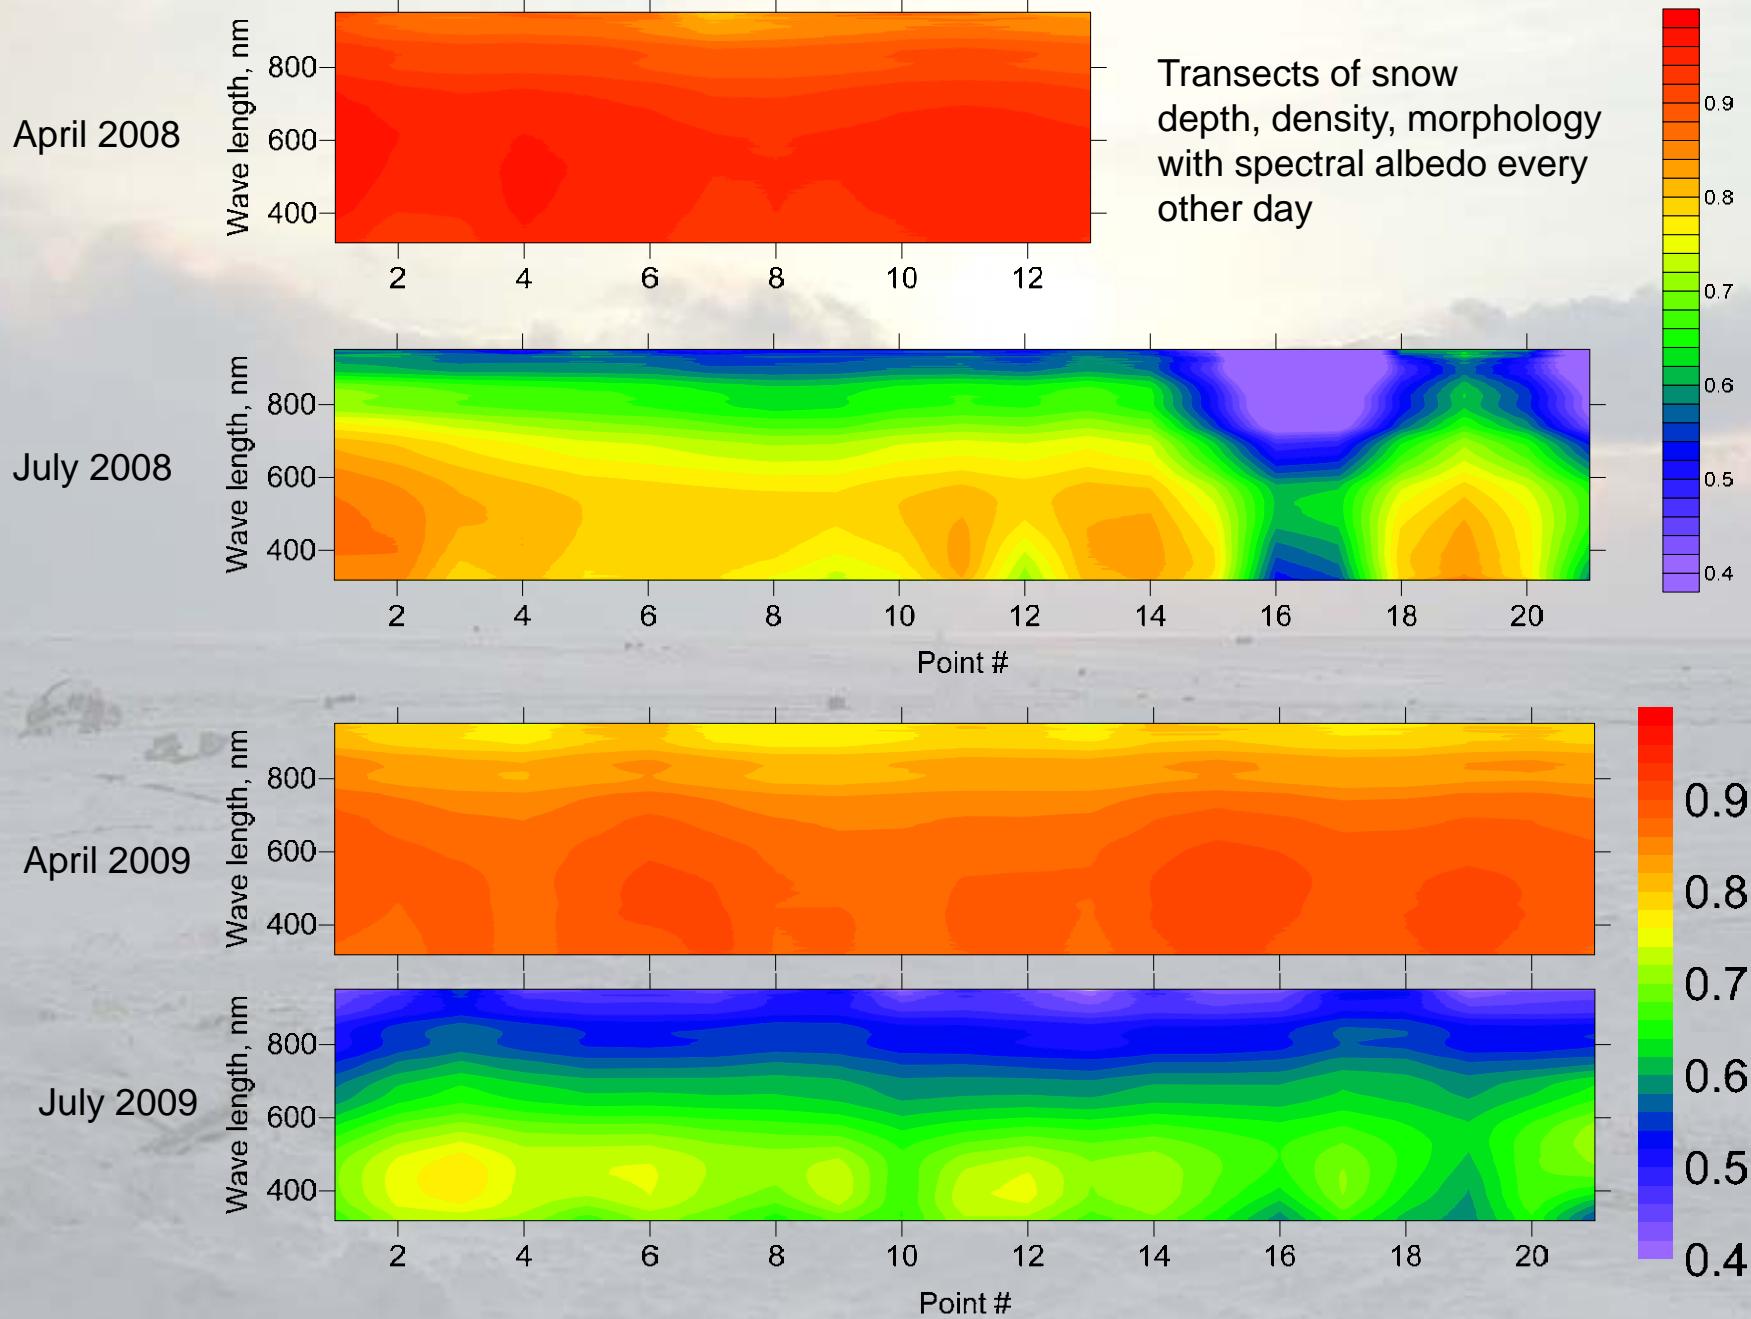 April 2008
Wave length, nm
800
600
400
2 4 6 8 10 12
Transects of snow
depth, density, morphology
with spectral albedo every
other day
0.9
0.8
0.7
0.6
0.5
0.4
July 2008
Wave length, nm
800
600
400
2 4 6 8 10 12 14 16 18 20
Point #
April 2009
Wave length, nm
800
600
400
0.9
0.8
0.7
0.6
0.5
0.4
July 2009
Wave length, nm
800
600
400
2 4 6 8 10 12 14 16 18 20
Point #